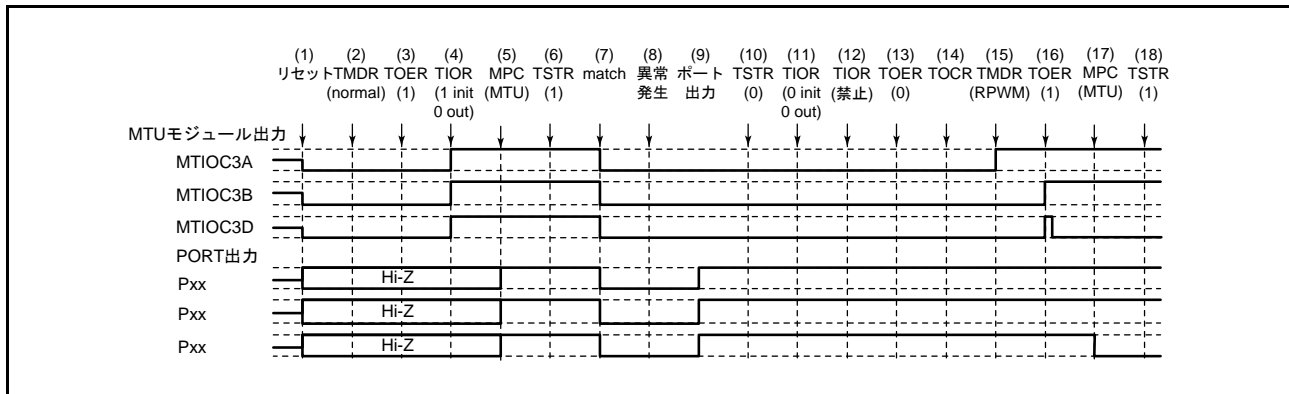 (1) (2) (3) (4) (5) (6) (7) (8) (9) (10) (11) (12) (13) (14) (15) (16) (17) (18)
リセット TMDR TOER TIOR MPC TSTR match 異常 ポート TSTR TIOR TIOR TOER TOCR TMDR TOER MPC TSTR
(normal) (1) (1 init (MTU) (1) 発生 出力 (0) (0 init (禁止) (0) (RPWM) (1) (MTU) (1)
0 out) 0 out)
MTUモジュール出力
MTIOC3A
MTIOC3B
MTIOC3D
PORT出力
Pxx Hi-Z
Pxx Hi-Z
Pxx Hi-Z